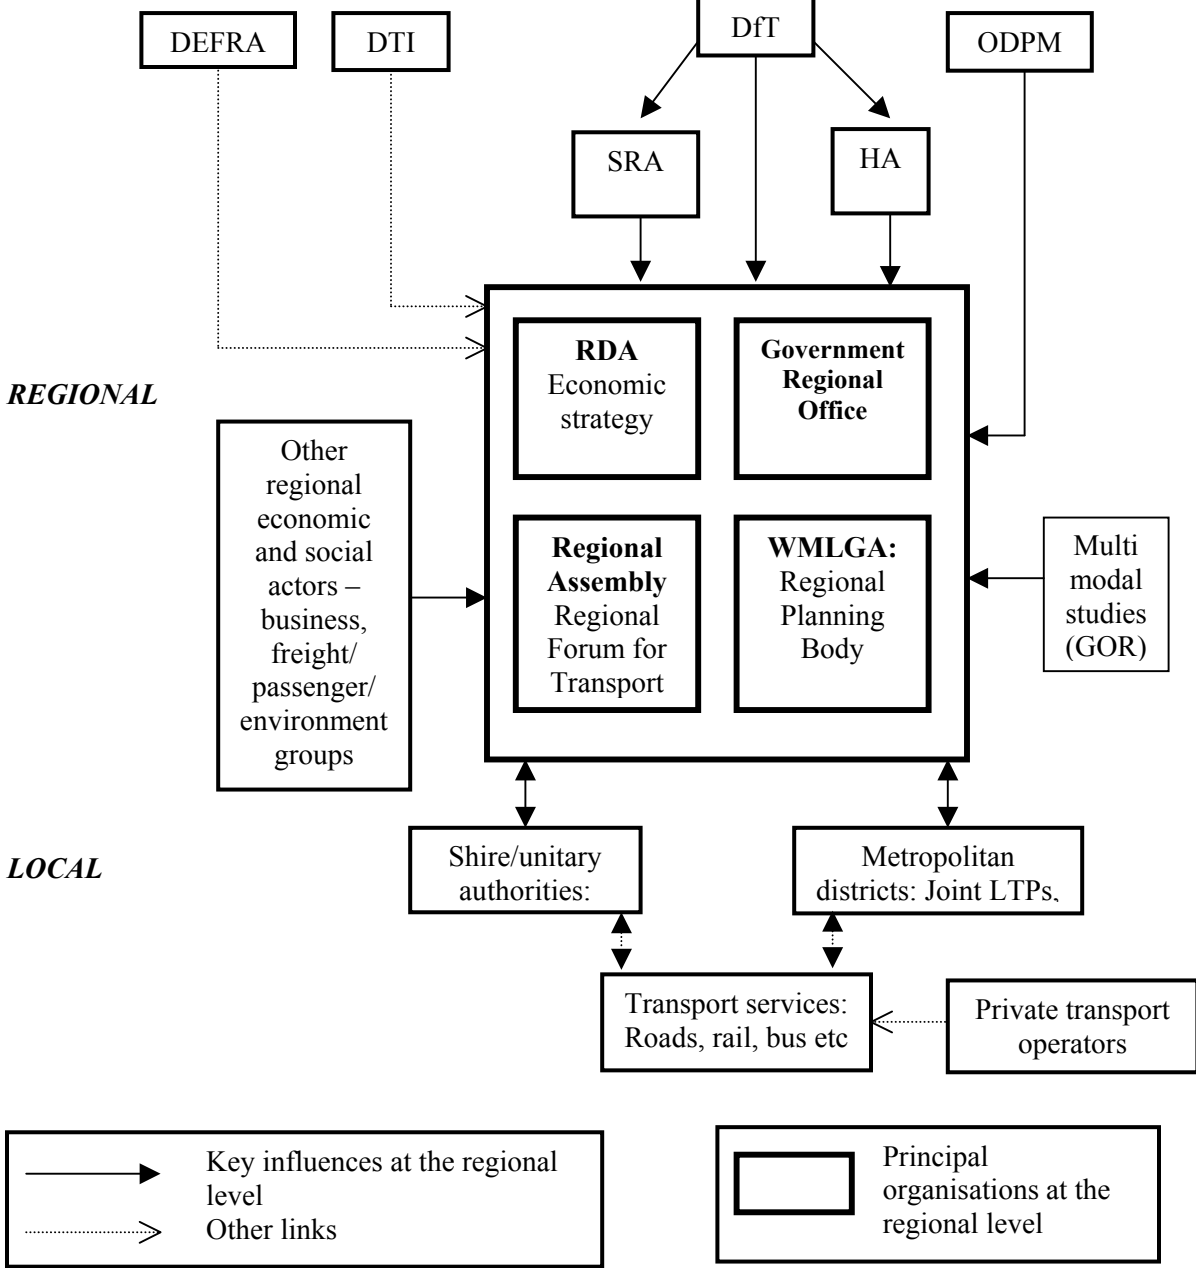 DEFRA
DTI
DfT
ODPM
SRA
HA
REGIONAL
RDA
Economic
strategy
Government
Regional
Office
Other
regional
economic
and social
actors –
business,
freight/
passenger/
environment
groups
Regional
Assembly
Regional
Forum for
Transport
WMLGA:
Regional
Planning
Body
Multi
modal
studies
(GOR)
LOCAL
Shire/unitary
authorities:
Metropolitan
districts: Joint LTPs,
Transport services:
Roads, rail, bus etc
Private transport
operators
Key influences at the regional
level
Other links
Principal
organisations at the
regional level